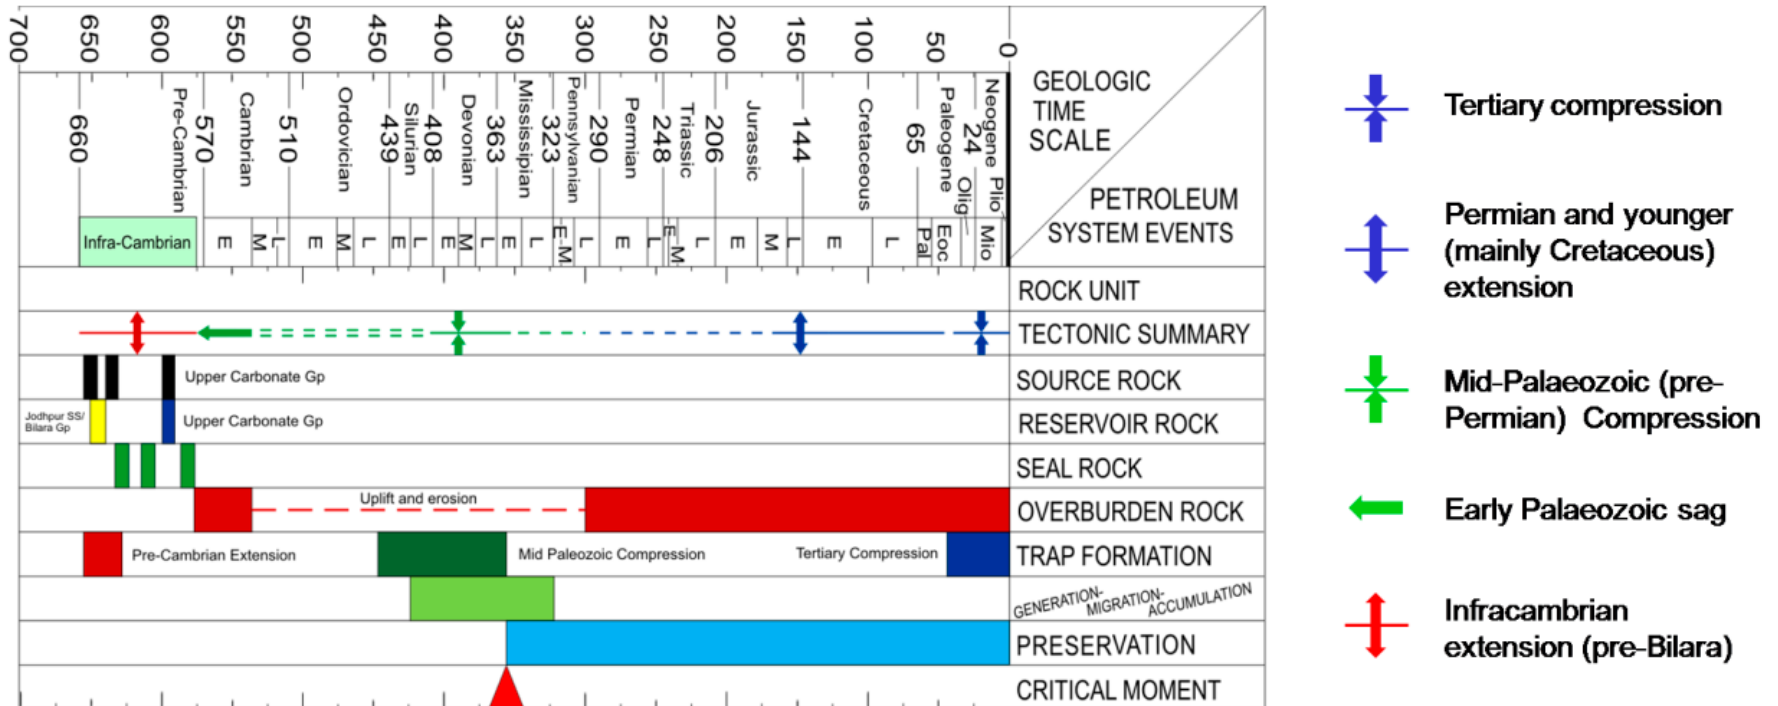 700 650 600 550 500 450 400 350 300 250 200 150 100 50 0
GEOLOGIC
TIME
SCALE
PETROLEUM
SYSTEM EVENTS
660 Pre-Cambrian 570 Cambrian 510 Ordovician 439 Silurian 408 Devonian 363 Mississipian 323 Pennsylvanian 290 Permian 248 Triassic 206 Jurassic 144 Cretaceous 65 Paleogene 24 Neogene
Olig Plio
Infra-Cambrian E M L E M L E L E M L E L E-M L E L E-M L E M L E L Pal Eoc Mio
ROCK UNIT
TECTONIC SUMMARY
Upper Carbonate Gp
SOURCE ROCK
Jodhpur SS/
Bilara Gp
Upper Carbonate Gp
RESERVOIR ROCK
SEAL ROCK
Uplift and erosion
OVERBURDEN ROCK
Pre-Cambrian Extension
Mid Paleozoic Compression
Tertiary Compression
TRAP FORMATION
GENERATION-MIGRATION-ACCUMULATION
PRESERVATION
CRITICAL MOMENT
Tertiary compression
Permian and younger
(mainly Cretaceous)
extension
Mid-Palaeozoic (pre-
Permian) Compression
Early Palaeozoic sag
Infracambrian
extension (pre-Bilara)